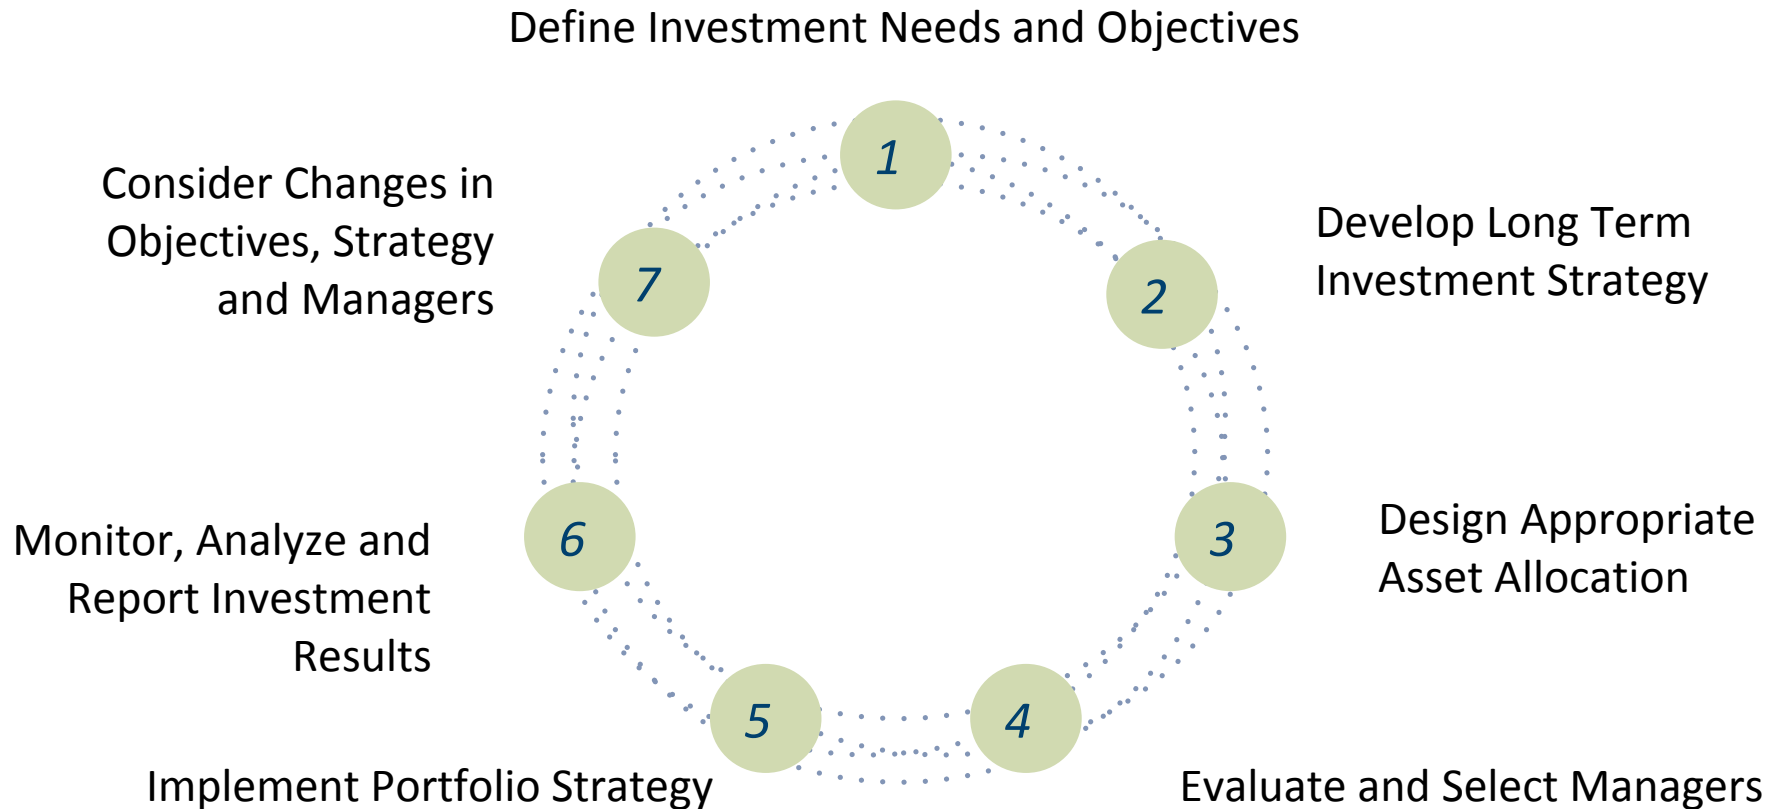 Define Investment Needs and Objectives
1
Develop Long Term
Investment Strategy
2
Design Appropriate
Asset Allocation
3
Evaluate and Select Managers
4
Implement Portfolio Strategy
5
Monitor, Analyze and
Report Investment
Results
6
Consider Changes in
Objectives, Strategy
and Managers
7